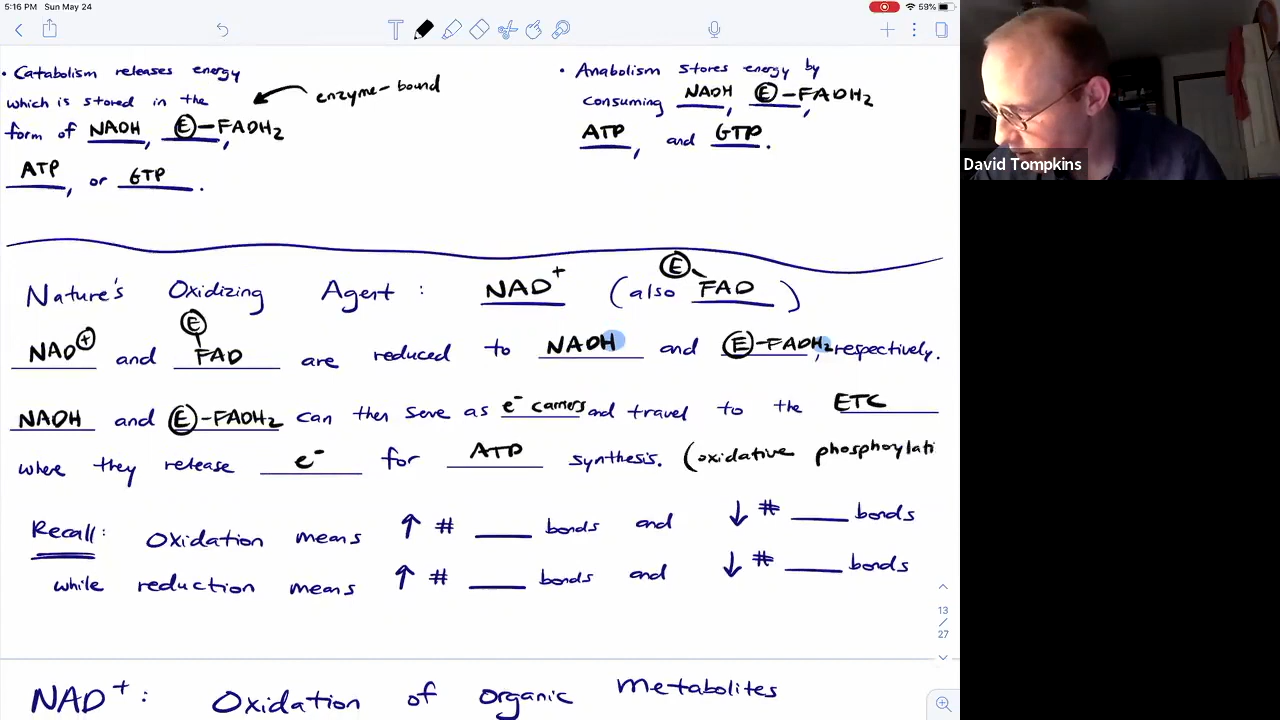 5:16 PM Sun May 24
59%
• Catabolism releases energy
which is stored in the
form of NADH, E-FADH2,
ATP, or GTP.
enzyme-bound
• Anabolism stores energy by
consuming NADH, E-FADH2,
ATP, and GTP.
David Tompkins
Nature's Oxidizing Agent: NAD+ (also E-FAD)
NAD+ and E-FAD are reduced to NADH and E-FADH2, respectively.
NADH and E-FADH2 can then serve as e- carriers and travel to the ETC
where they release e- for ATP synthesis. (oxidative phosphorylati
Recall: Oxidation means ↑ # ____ bonds and ↓ # ____ bonds
while reduction means ↑ # ____ bonds and ↓ # ____ bonds
13
/
27
NAD+: Oxidation of organic metabolites